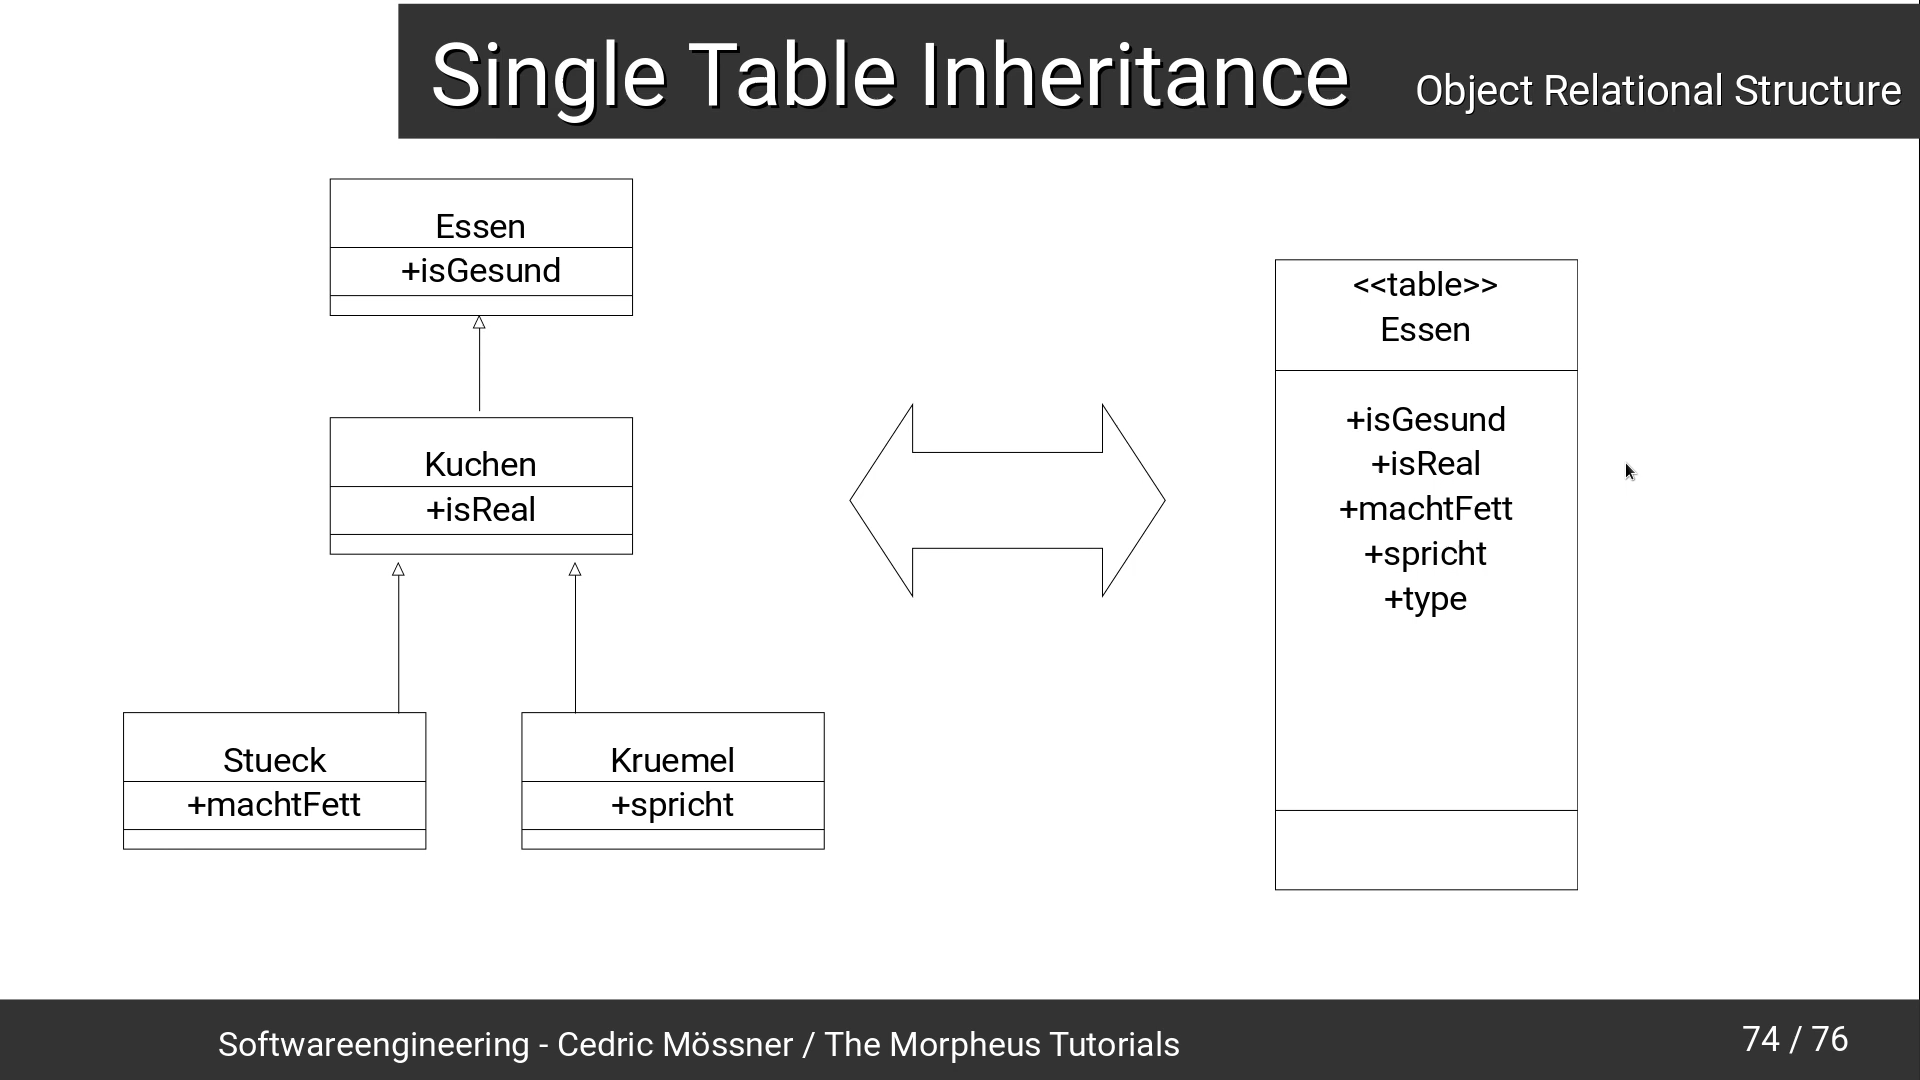 Single Table Inheritance
Object Relational Structure
Essen
+isGesund
Kuchen
+isReal
Stueck
+machtFett
Kruemel
+spricht
<<table>>
Essen
+isGesund
+isReal
+machtFett
+spricht
+type
Softwareengineering - Cedric Mössner / The Morpheus Tutorials
74 / 76